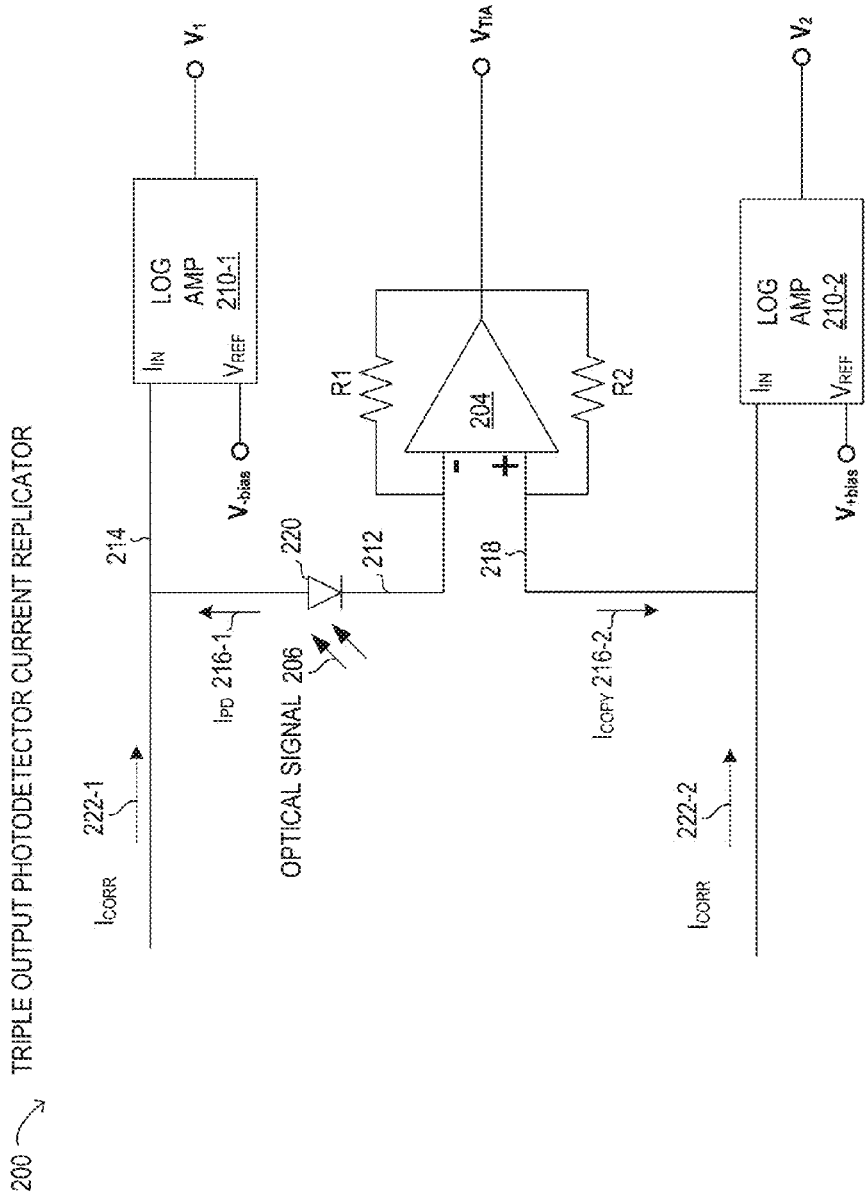 200
TRIPLE OUTPUT PHOTODETECTOR CURRENT REPLICATOR
ICORR
222-1
214
IIN
LOG
AMP
210-1
VREF
V-bias
V1
IPD 216-1
220
212
OPTICAL SIGNAL 206
R1
-
+
204
R2
VTIA
218
ICOPY 216-2
ICORR
222-2
IIN
LOG
AMP
210-2
VREF
V+bias
V2